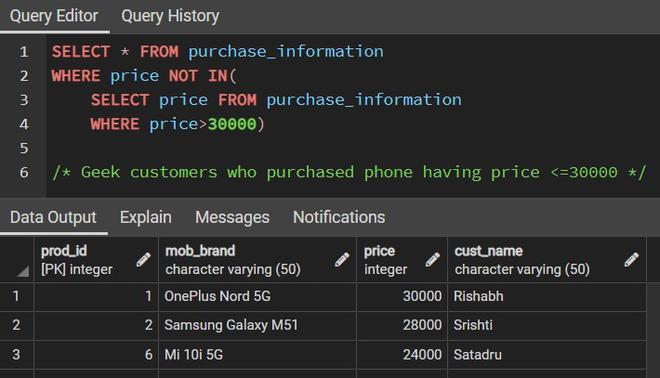 Query Editor Query History
1 SELECT * FROM purchase_information
2 WHERE price NOT IN(
3 SELECT price FROM purchase_information
4 WHERE price>30000)
5
6 /* Geek customers who purchased phone having price <=30000 */
Data Output Explain Messages Notifications
prod_id mob_brand price cust_name
[PK] integer character varying (50) integer character varying (50)
1 1 OnePlus Nord 5G 30000 Rishabh
2 2 Samsung Galaxy M51 28000 Srishti
3 6 Mi 10i 5G 24000 Satadru